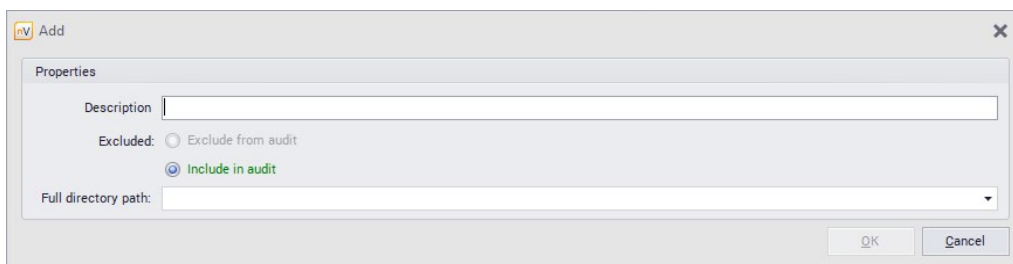 nV Add
Properties
Description
Excluded: Exclude from audit
Include in audit
Full directory path:
OK Cancel